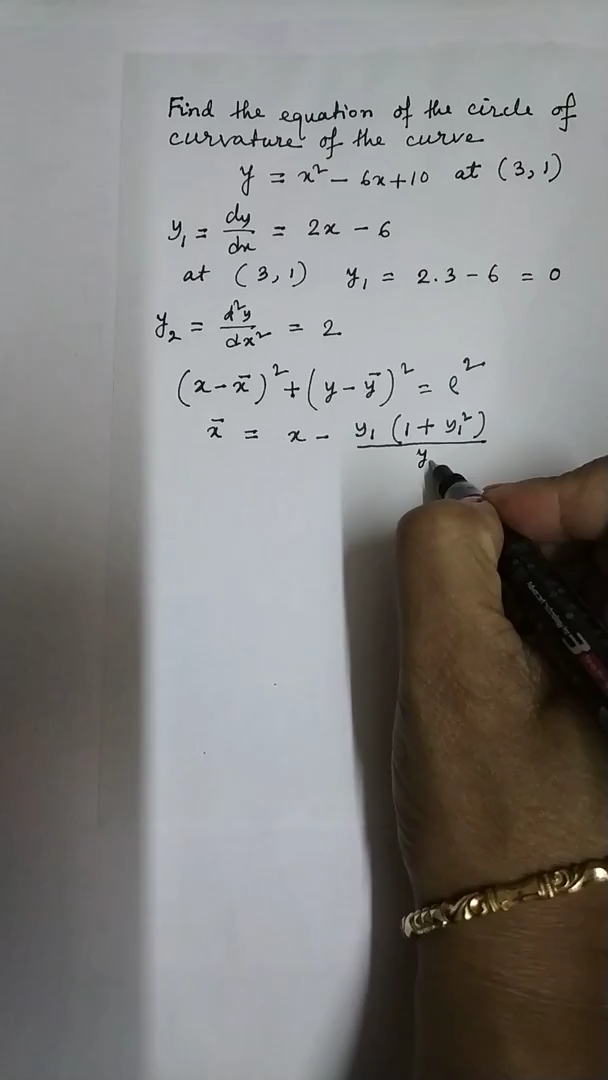 Find the equation of the circle of
curvature of the curve
y = x² - 6x + 10 at (3, 1)
y₁ = dy/dx = 2x - 6
at (3, 1) y₁ = 2.3 - 6 = 0
y₂ = d²y/dx² = 2
(x - x̄)² + (y - ȳ)² = ρ²
x̄ = x - y₁ (1 + y₁²)/y
3